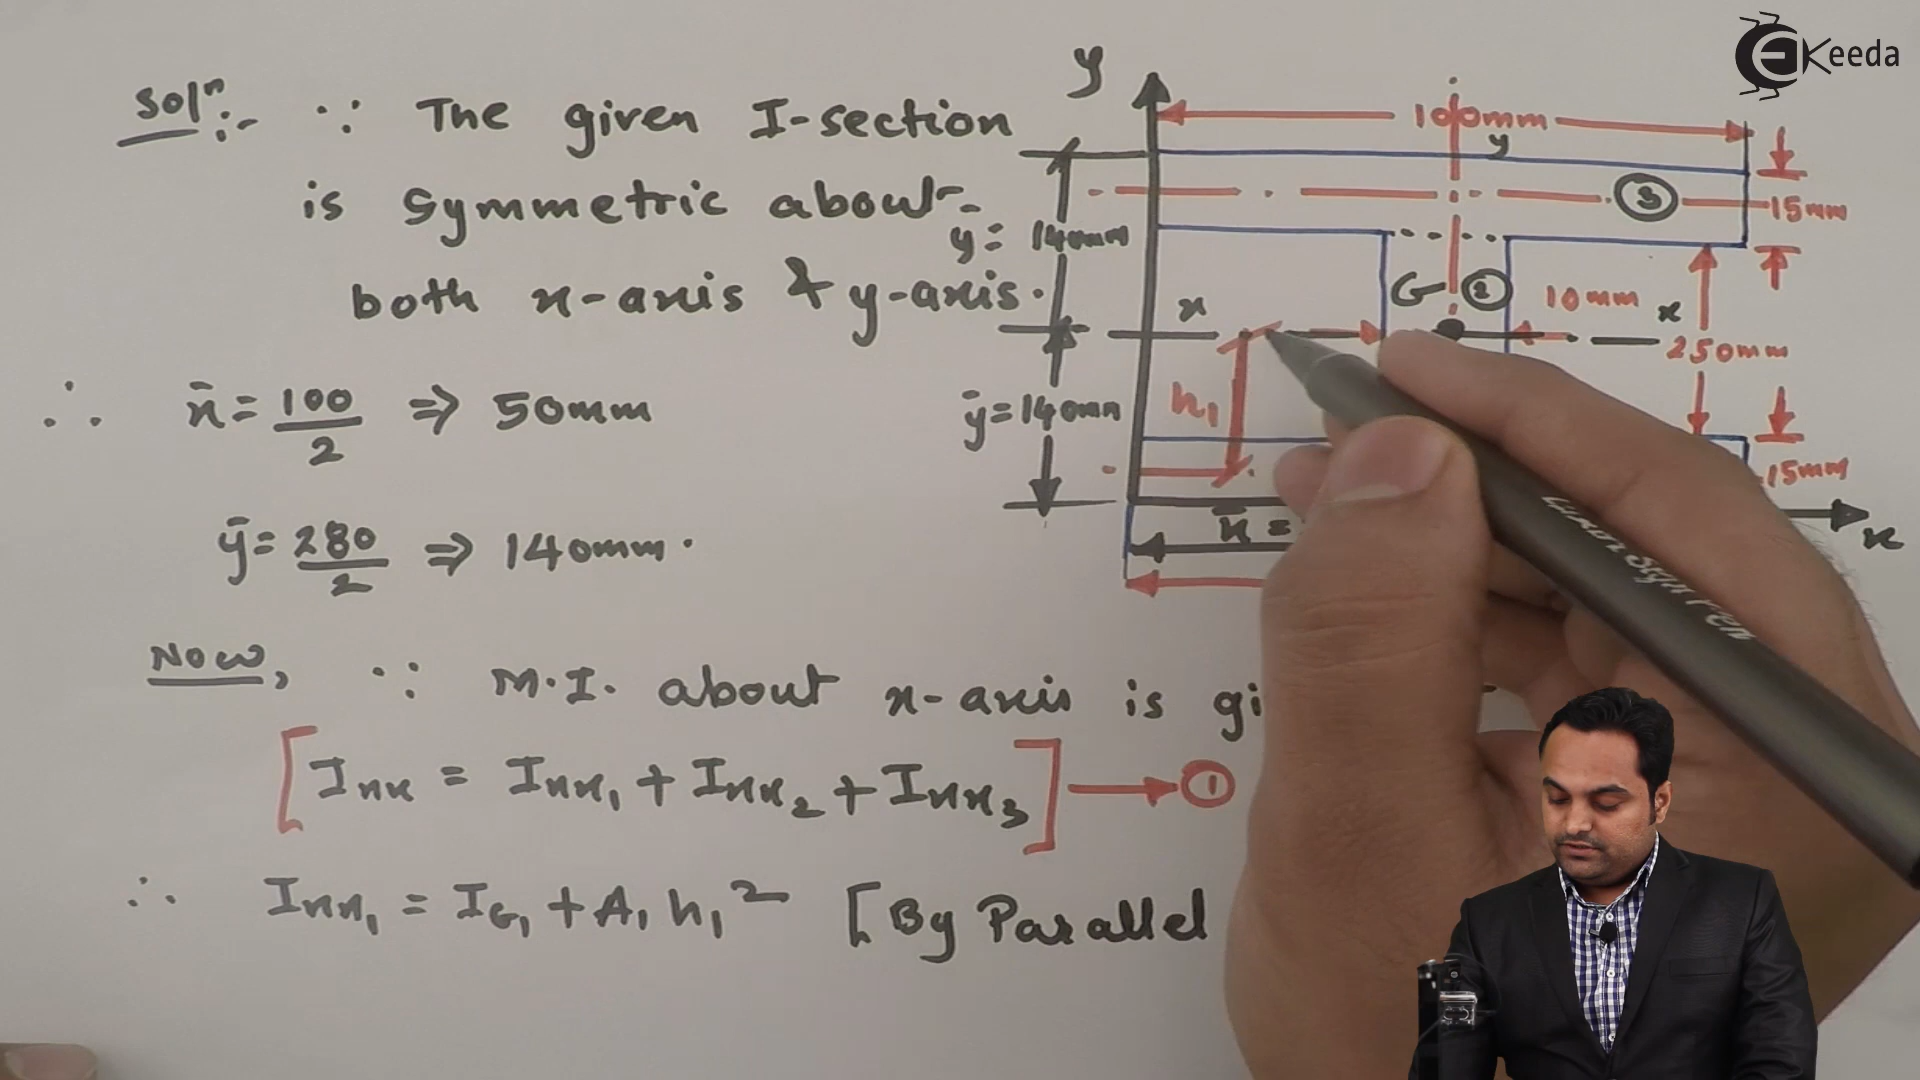 Solⁿ:- ∵ The given I-section
is symmetric about
both x-axis & y-axis.
∴ x̄ = 100/2 ⇒ 50mm
ȳ = 280/2 ⇒ 140mm.
Now, ∵ M.I. about x-axis is gi
[Ixx = Ixx₁ + Ixx₂ + Ixx₃] → ①
∴ Ixx₁ = IG₁ + A₁h₁² [By Parallel
EKeeda
y
100mm
y
③
15mm
ȳ = 140mm
G ②
10mm
x
x
250mm
ȳ = 140mm
h₁
15mm
x̄ =
x